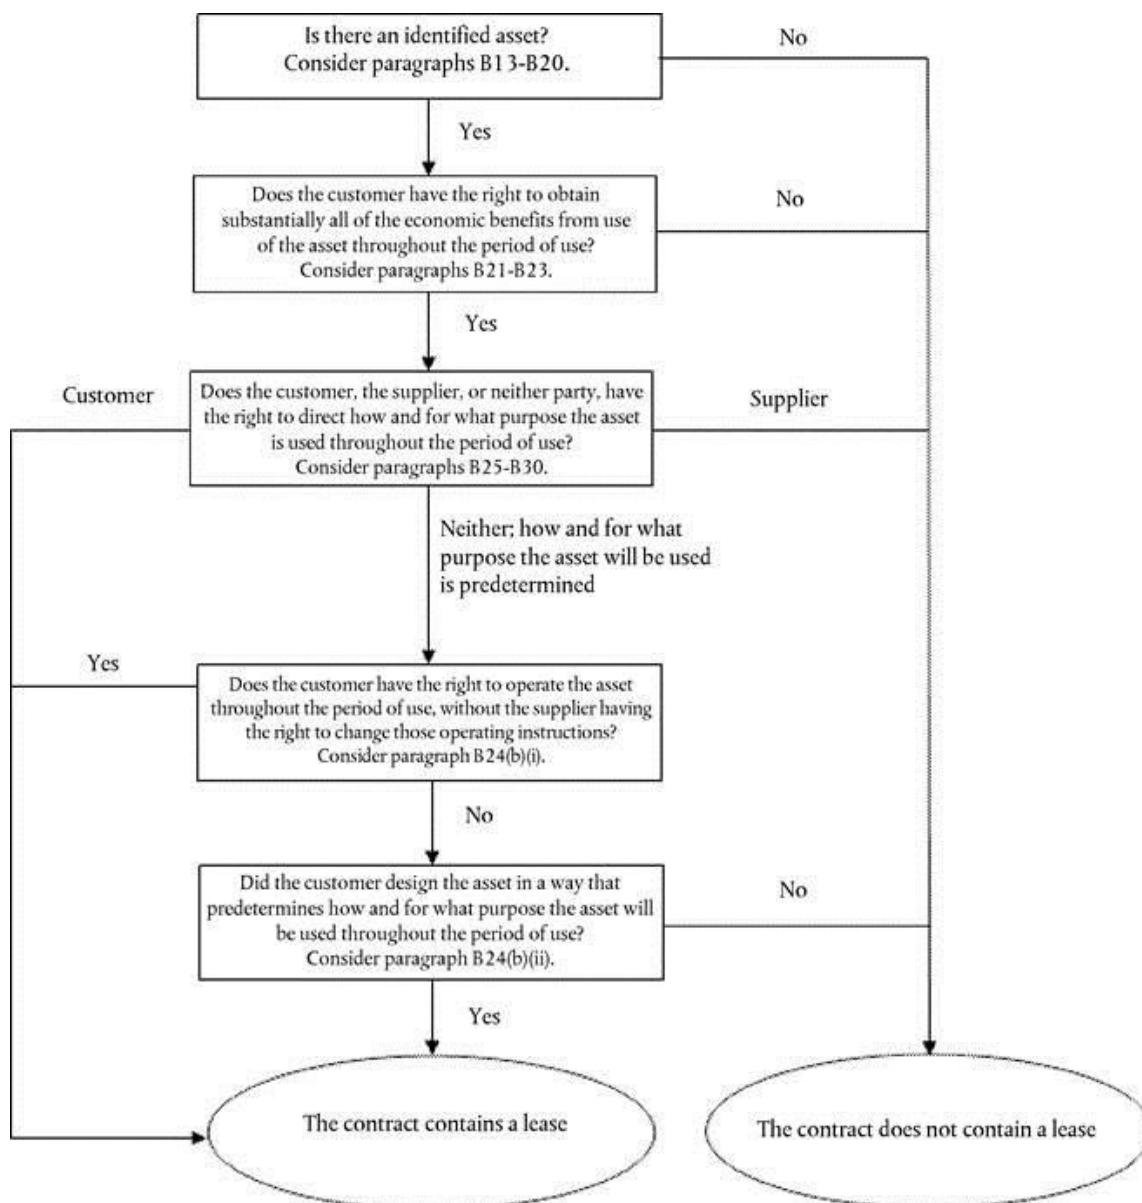 Is there an identified asset?
Consider paragraphs B13-B20.
No
Yes
Does the customer have the right to obtain
substantially all of the economic benefits from use
of the asset throughout the period of use?
Consider paragraphs B21-B23.
No
Yes
Customer
Does the customer, the supplier, or neither party, have
the right to direct how and for what purpose the asset
is used throughout the period of use?
Consider paragraphs B25-B30.
Supplier
Neither; how and for what
purpose the asset will be used
is predetermined
Yes
Does the customer have the right to operate the asset
throughout the period of use, without the supplier having
the right to change those operating instructions?
Consider paragraph B24(b)(i).
No
Did the customer design the asset in a way that
predetermines how and for what purpose the asset will
be used throughout the period of use?
Consider paragraph B24(b)(ii).
No
Yes
The contract contains a lease
The contract does not contain a lease